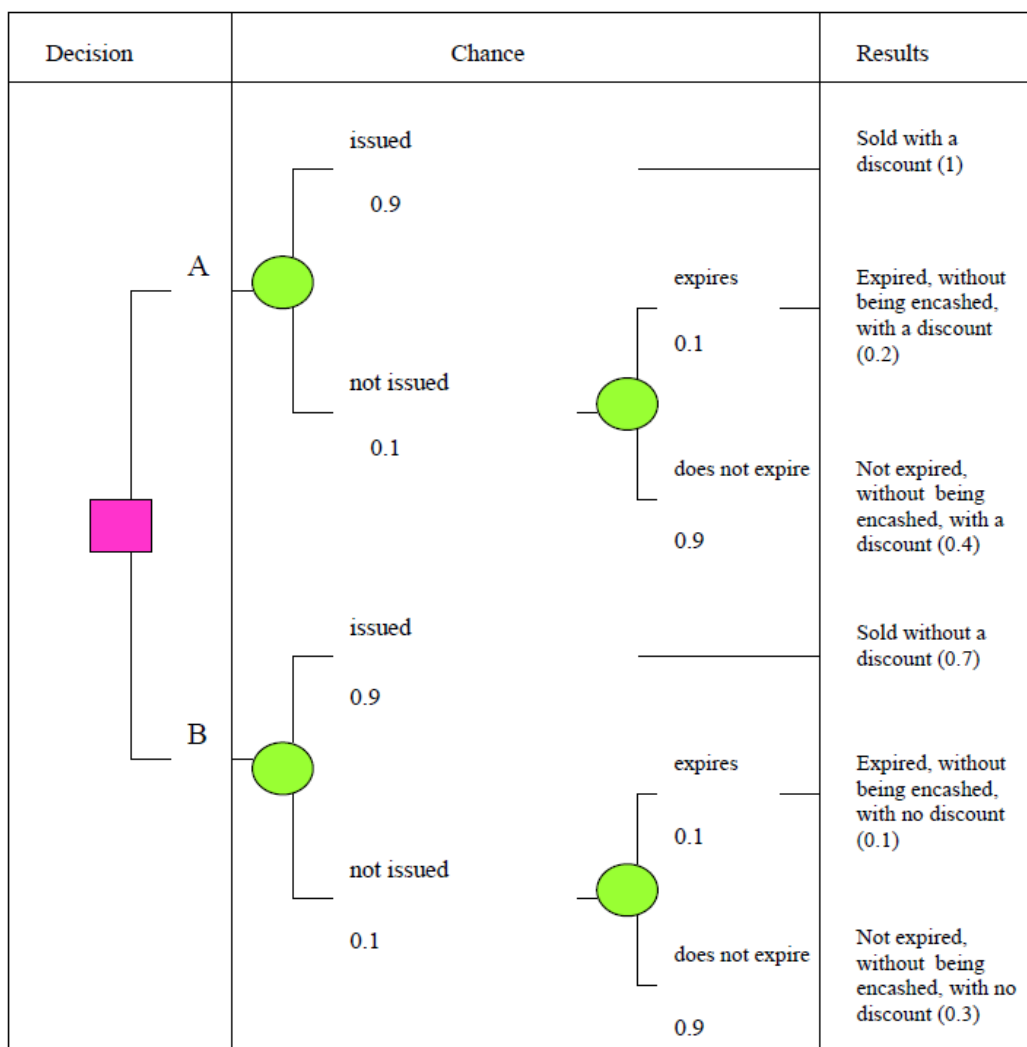 Decision
Chance
Results
issued
0.9
Sold with a
discount (1)
A
expires
0.1
Expired, without
being encashed,
with a discount
(0.2)
not issued
0.1
does not expire
0.9
Not expired,
without being
encashed, with a
discount (0.4)
issued
0.9
Sold without a
discount (0.7)
B
expires
0.1
Expired, without
being encashed,
with no discount
(0.1)
not issued
0.1
does not expire
0.9
Not expired,
without being
encashed, with no
discount (0.3)